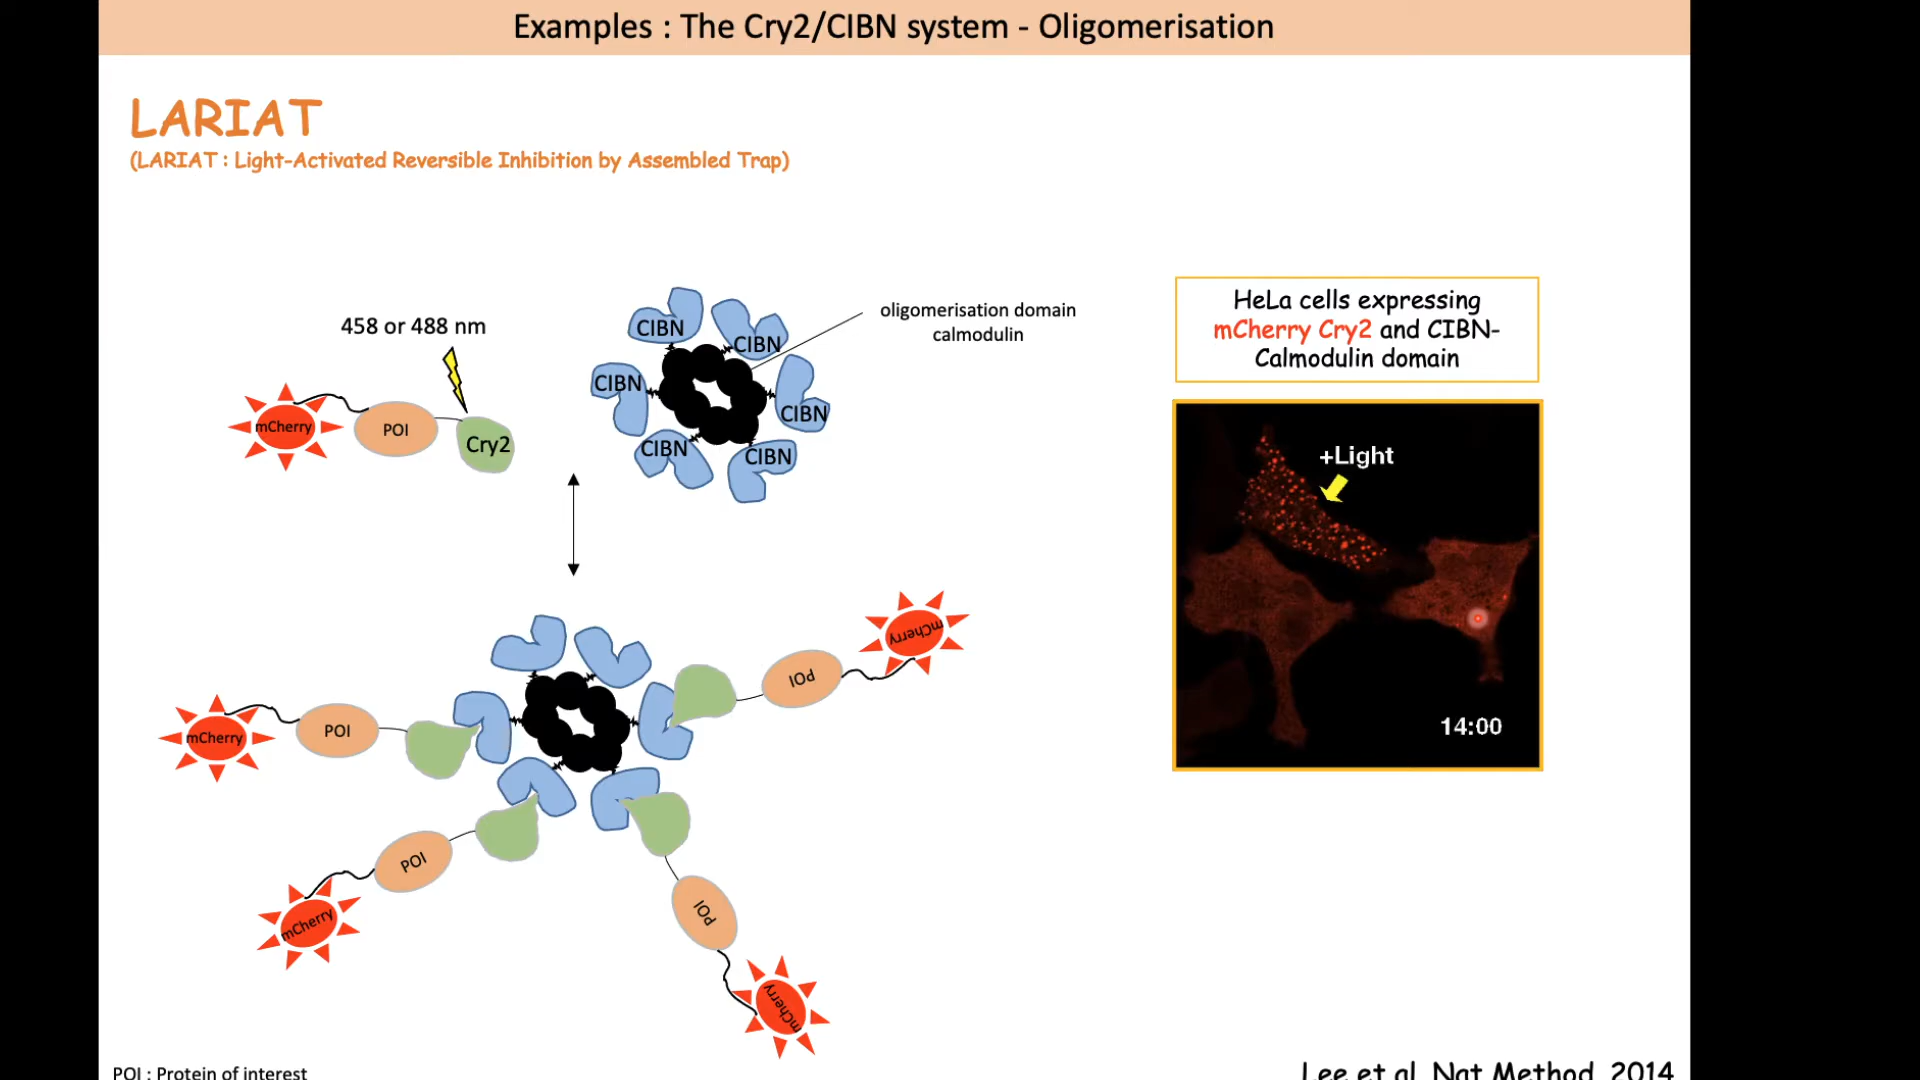 Examples : The Cry2/CIBN system - Oligomerisation
LARIAT
(LARIAT : Light-Activated Reversible Inhibition by Assembled Trap)
458 or 488 nm
mCherry
POI
Cry2
CIBN
CIBN
CIBN
CIBN
CIBN
CIBN
oligomerisation domain
calmodulin
HeLa cells expressing
mCherry Cry2 and CIBN-
Calmodulin domain
+Light
14:00
mCherry
POI
mCherry
POI
mCherry
POI
mCherry
POI
POI : Protein of interest
Lee et al, Nat Method, 2014